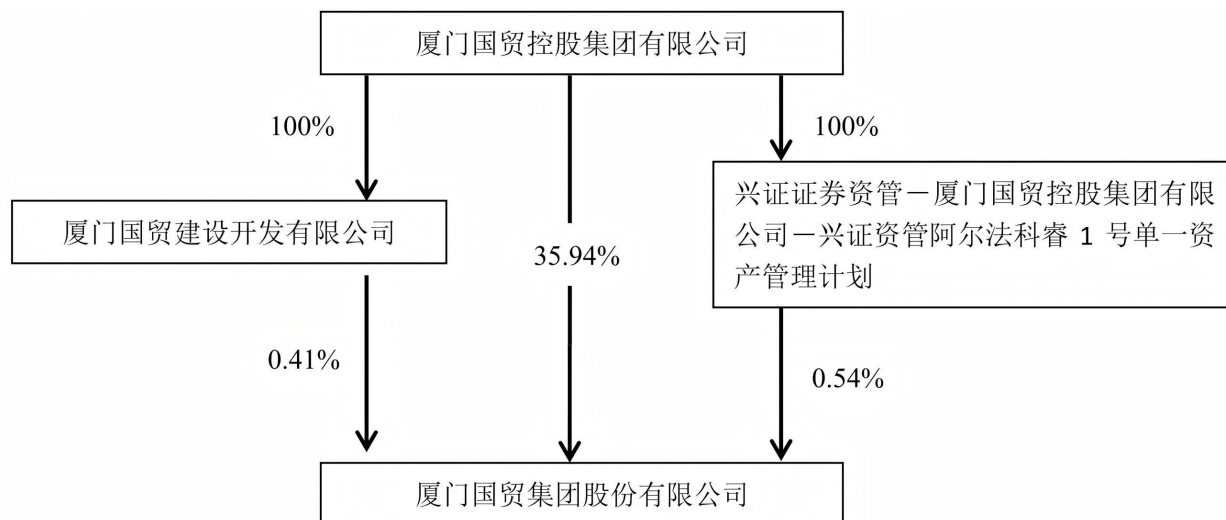 厦门国贸控股集团有限公司
100%
100%
厦门国贸建设开发有限公司
35.94%
兴证证券资管－厦门国贸控股集团有限
公司－兴证资管阿尔法科睿 1 号单一资
产管理计划
0.41%
0.54%
厦门国贸集团股份有限公司